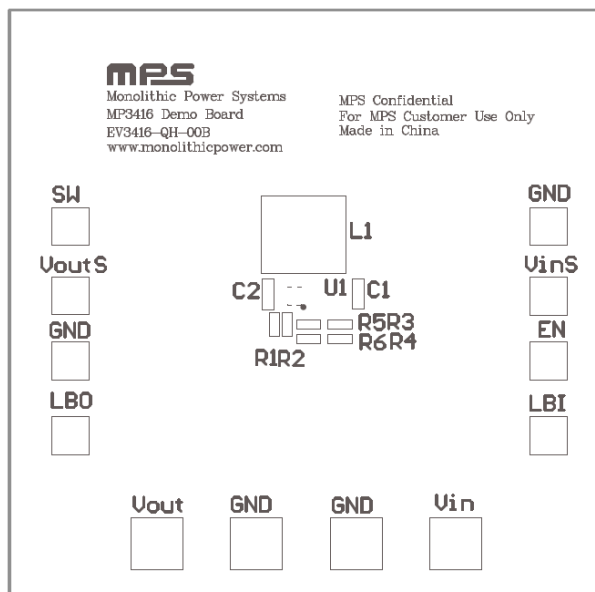 MPS
Monolithic Power Systems
MP3416 Demo Board
EV3416-QH-00B
www.monolithicpower.com
MPS Confidential
For MPS Customer Use Only
Made in China
SW
GND
L1
VoutS
VinS
C2
U1
C1
GND
R5R3
EN
R6R4
R1R2
LBO
LBI
Vout
GND
GND
Vin